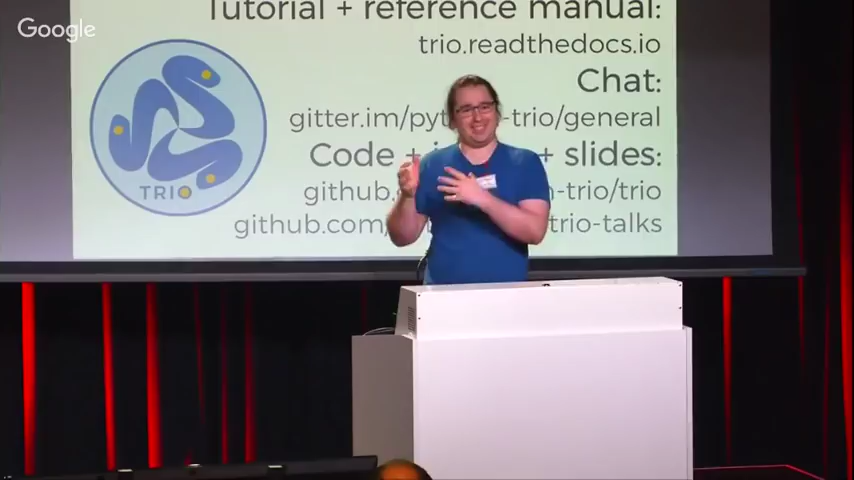 Google
Tutorial + reference manual:
trio.readthedocs.io
Chat:
gitter.im/pyt -trio/general
Code + + slides:
github. n-trio/trio
github.com/ trio-talks
TRIO